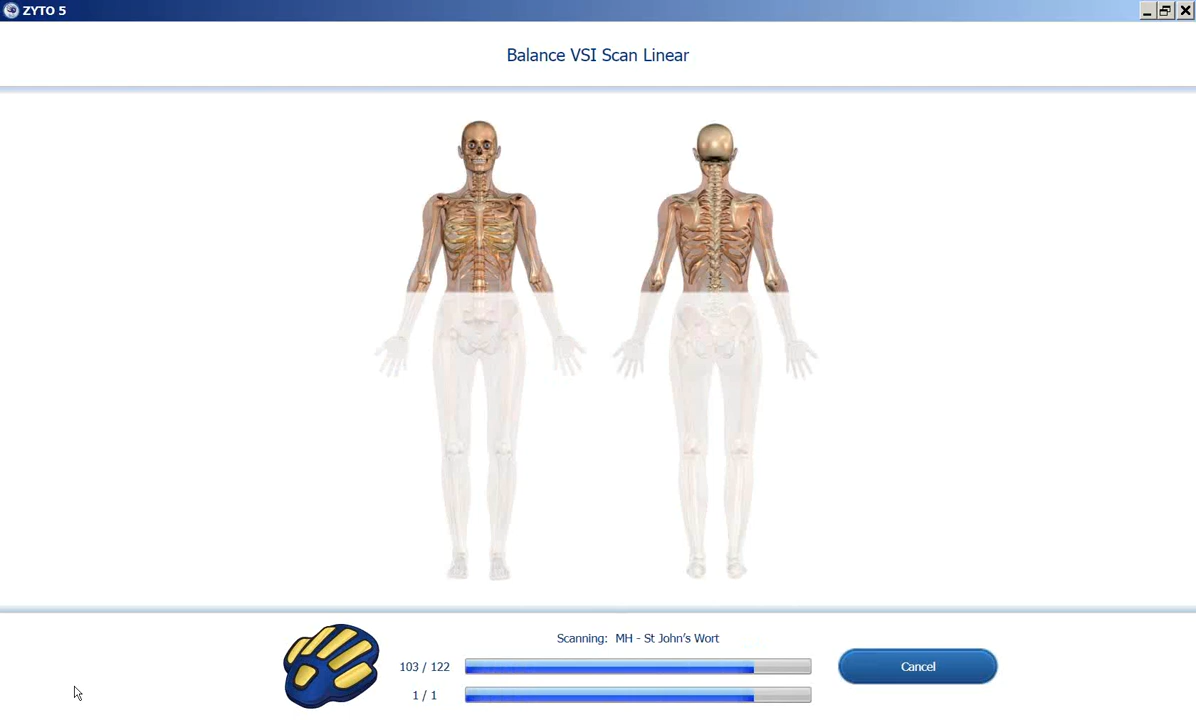 ZYTO 5
Balance VSI Scan Linear
Scanning: MH - St John's Wort
103 / 122
1 / 1
Cancel